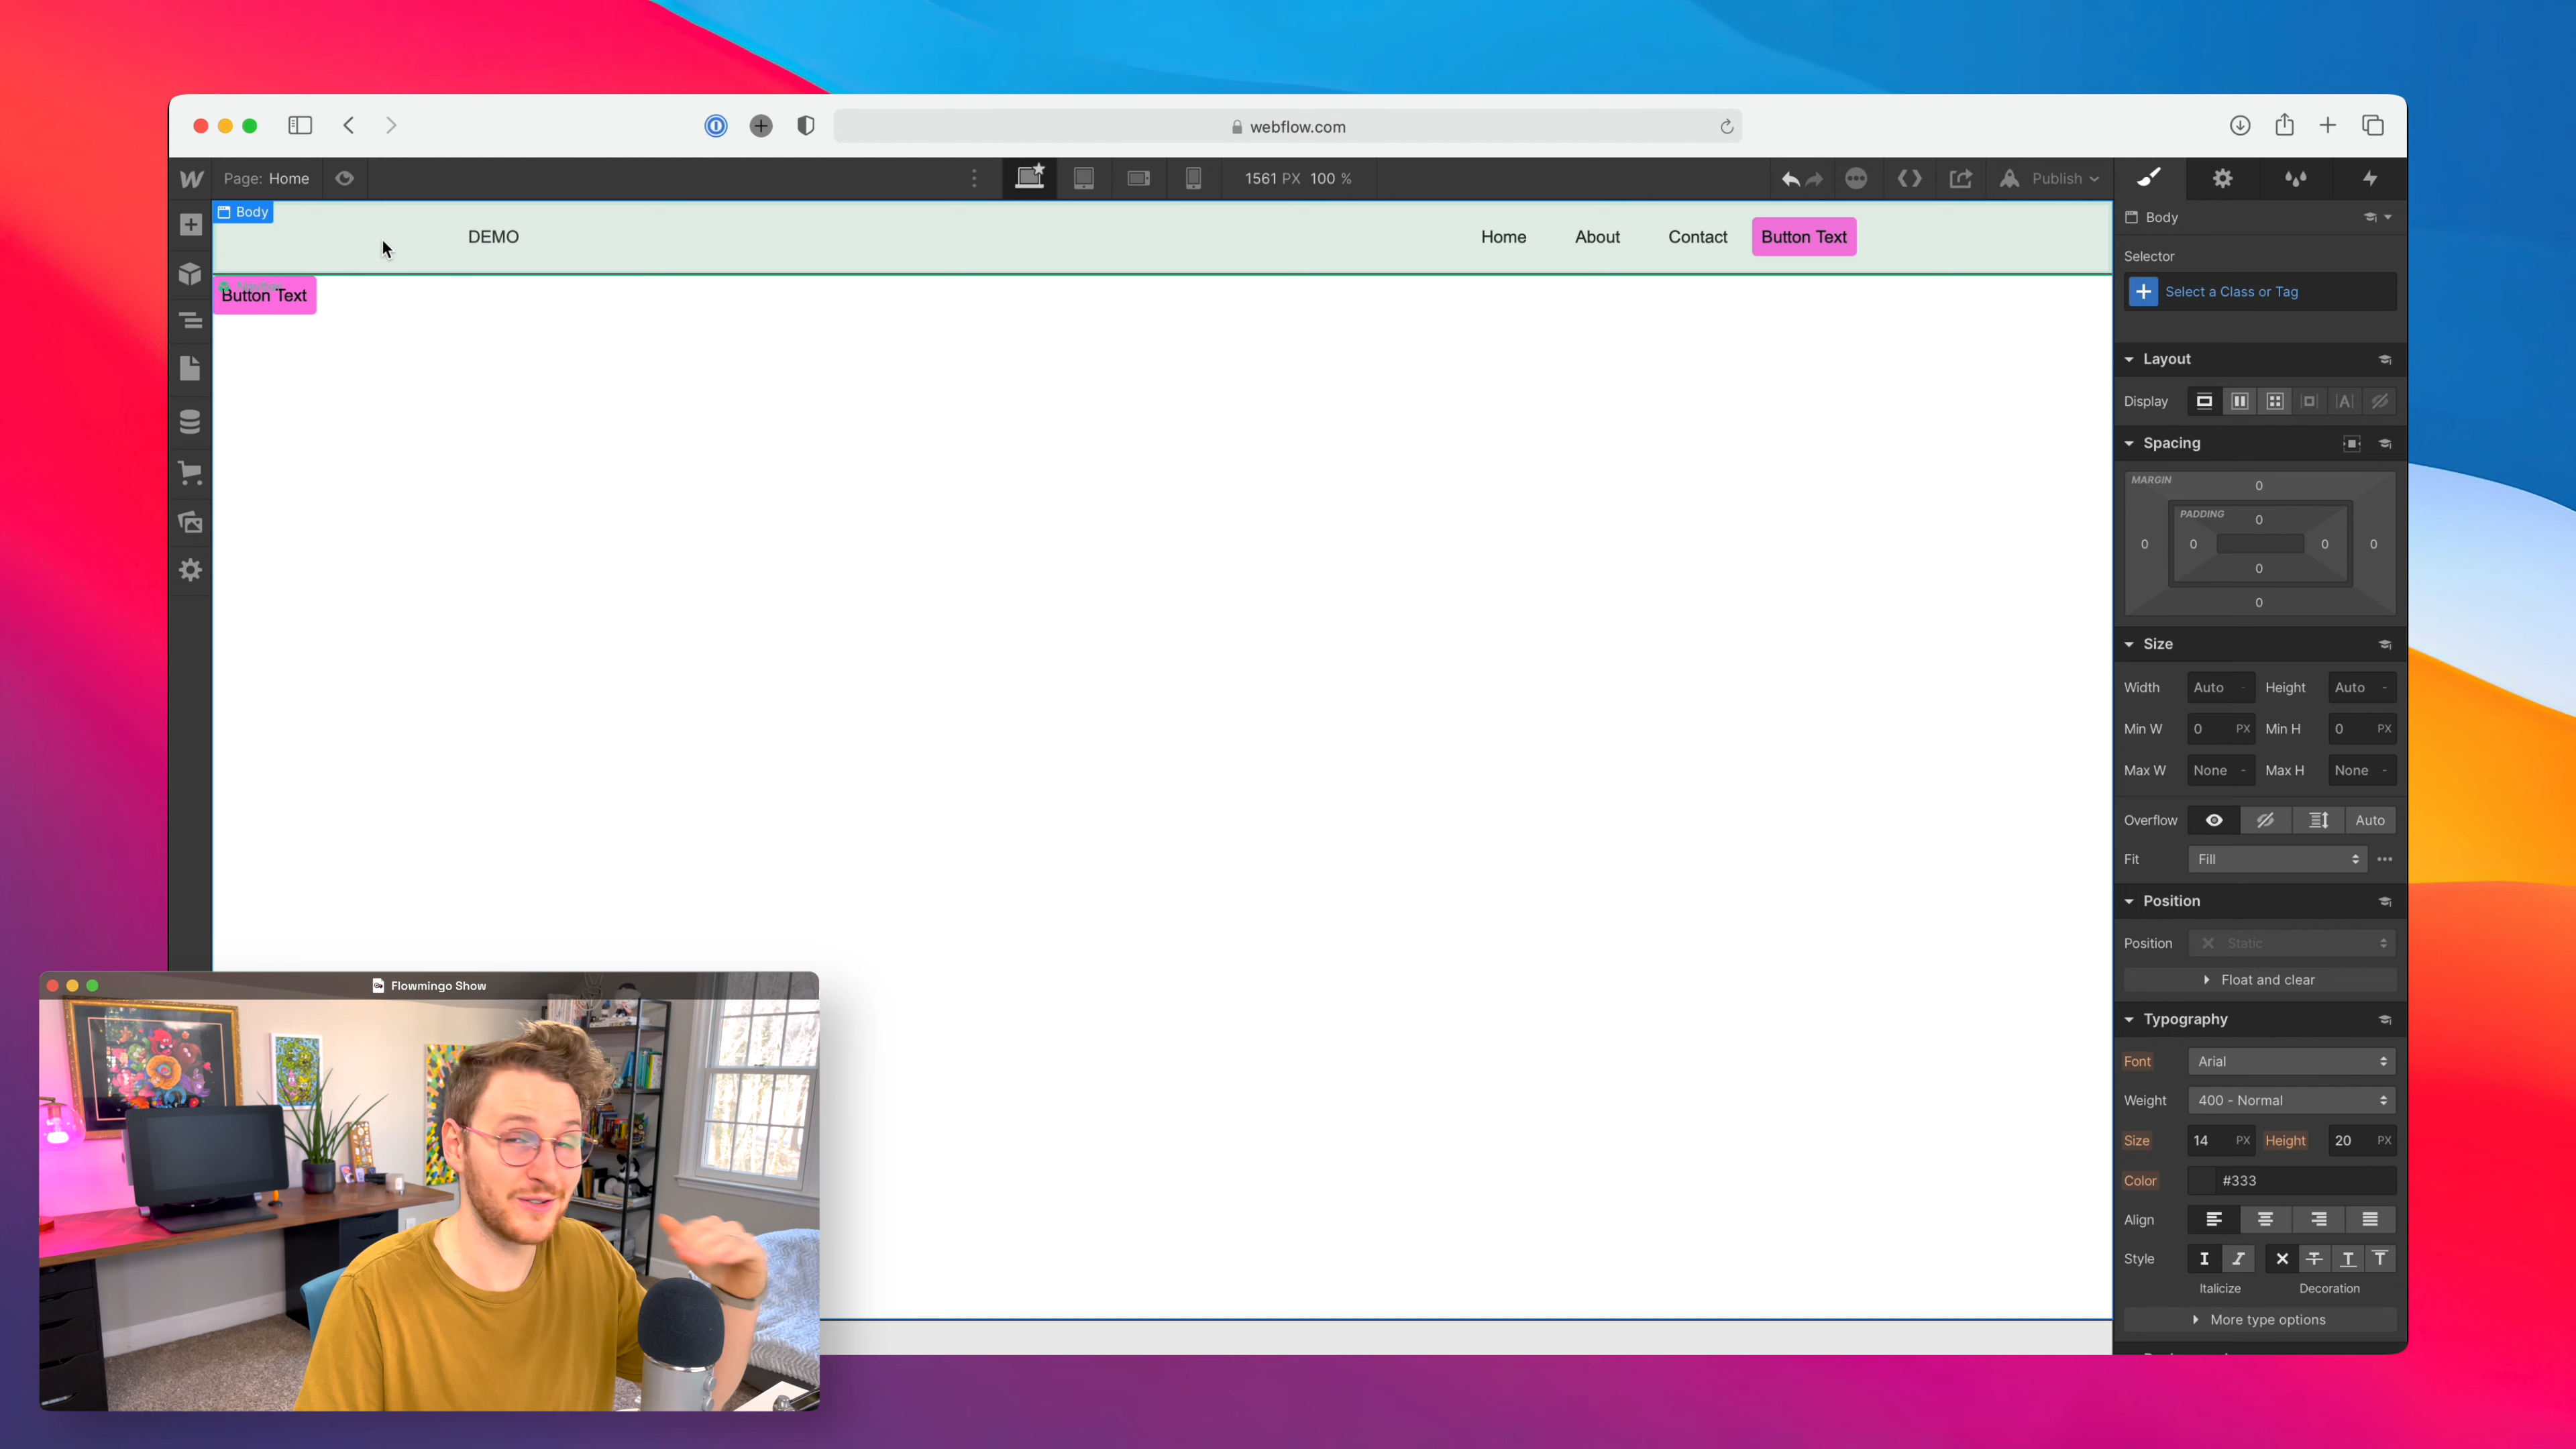 webflow.com
Page: Home
1561 PX 100 %
Publish
Body
DEMO
Home
About
Contact
Button Text
Button Text
Body
Selector
Select a Class or Tag
Layout
Display
Spacing
MARGIN
0
PADDING
0
0
0
0
0
0
0
Size
Width Auto - Height Auto -
Min W 0 PX Min H 0 PX
Max W None - Max H None -
Overflow Auto
Fit Fill
Position
Position Static
Float and clear
Typography
Font Arial
Weight 400 - Normal
Size 14 PX Height 20 PX
Color #333
Align
Style
Italicize Decoration
More type options
Flowmingo Show